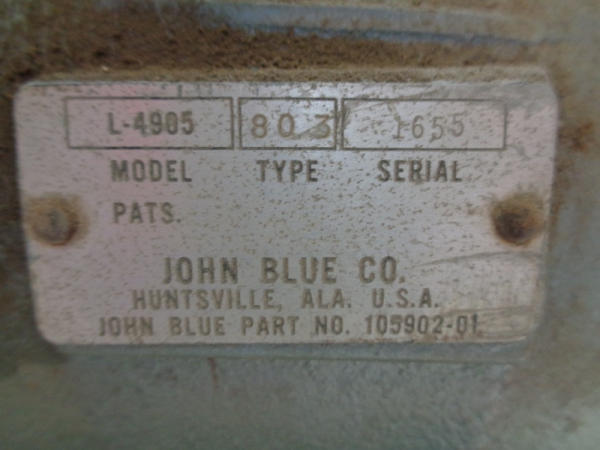 L-4905 803 1655
MODEL TYPE SERIAL
PATS.
JOHN BLUE CO.
HUNTSVILLE, ALA. U.S.A.
JOHN BLUE PART NO. 105902-01